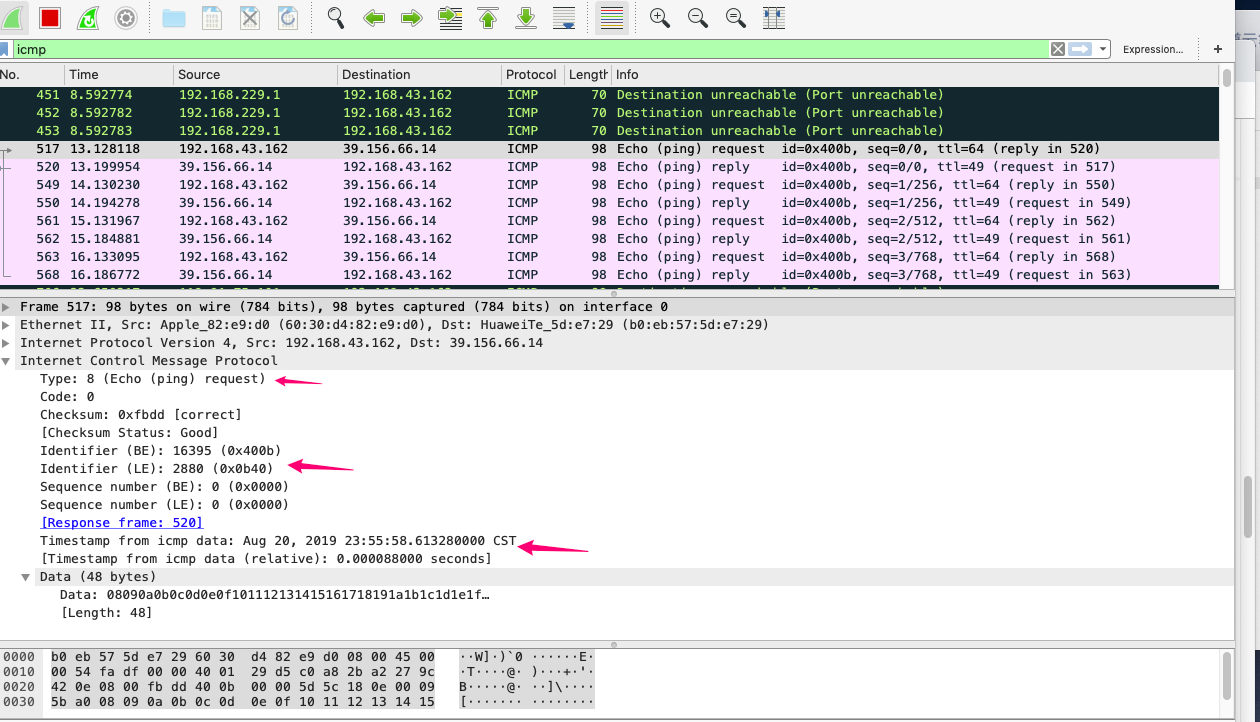 icmp
Expression...
+
No. Time Source Destination Protocol Length Info
451 8.592774 192.168.229.1 192.168.43.162 ICMP 70 Destination unreachable (Port unreachable)
452 8.592782 192.168.229.1 192.168.43.162 ICMP 70 Destination unreachable (Port unreachable)
453 8.592783 192.168.229.1 192.168.43.162 ICMP 70 Destination unreachable (Port unreachable)
517 13.128118 192.168.43.162 39.156.66.14 ICMP 98 Echo (ping) request id=0x400b, seq=0/0, ttl=64 (reply in 520)
520 13.199954 39.156.66.14 192.168.43.162 ICMP 98 Echo (ping) reply id=0x400b, seq=0/0, ttl=49 (request in 517)
549 14.130230 192.168.43.162 39.156.66.14 ICMP 98 Echo (ping) request id=0x400b, seq=1/256, ttl=64 (reply in 550)
550 14.194278 39.156.66.14 192.168.43.162 ICMP 98 Echo (ping) reply id=0x400b, seq=1/256, ttl=49 (request in 549)
561 15.131967 192.168.43.162 39.156.66.14 ICMP 98 Echo (ping) request id=0x400b, seq=2/512, ttl=64 (reply in 562)
562 15.184881 39.156.66.14 192.168.43.162 ICMP 98 Echo (ping) reply id=0x400b, seq=2/512, ttl=49 (request in 561)
563 16.133095 192.168.43.162 39.156.66.14 ICMP 98 Echo (ping) request id=0x400b, seq=3/768, ttl=64 (reply in 568)
568 16.186772 39.156.66.14 192.168.43.162 ICMP 98 Echo (ping) reply id=0x400b, seq=3/768, ttl=49 (request in 563)
Frame 517: 98 bytes on wire (784 bits), 98 bytes captured (784 bits) on interface 0
Ethernet II, Src: Apple_82:e9:d0 (60:30:d4:82:e9:d0), Dst: HuaweiTe_5d:e7:29 (b0:eb:57:5d:e7:29)
Internet Protocol Version 4, Src: 192.168.43.162, Dst: 39.156.66.14
Internet Control Message Protocol
Type: 8 (Echo (ping) request)
Code: 0
Checksum: 0xfbdd [correct]
[Checksum Status: Good]
Identifier (BE): 16395 (0x400b)
Identifier (LE): 2880 (0x0b40)
Sequence number (BE): 0 (0x0000)
Sequence number (LE): 0 (0x0000)
[Response frame: 520]
Timestamp from icmp data: Aug 20, 2019 23:55:58.613280000 CST
[Timestamp from icmp data (relative): 0.000088000 seconds]
Data (48 bytes)
Data: 08090a0b0c0d0e0f101112131415161718191a1b1c1d1e1f…
[Length: 48]
0000 b0 eb 57 5d e7 29 60 30 d4 82 e9 d0 08 00 45 00 ··W]·)`0 ······E·
0010 00 54 fa df 00 00 40 01 29 d5 c0 a8 2b a2 27 9c ·T····@· )···+·'·
0020 42 0e 08 00 fb dd 40 0b 00 00 5d 5c 18 0e 00 09 B·····@· ··]\····
0030 5b a0 08 09 0a 0b 0c 0d 0e 0f 10 11 12 13 14 15 [······· ········